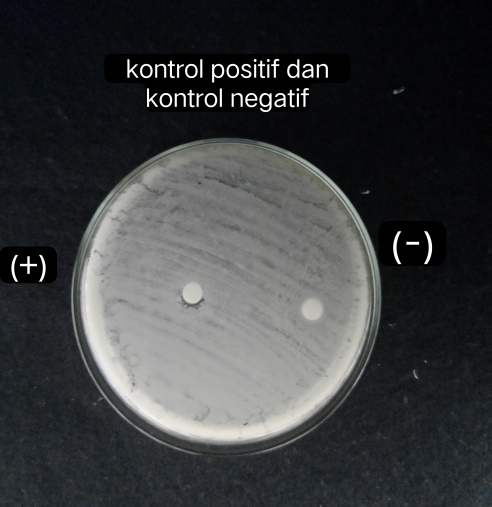 kontrol positif dan
kontrol negatif
(-)
(+)